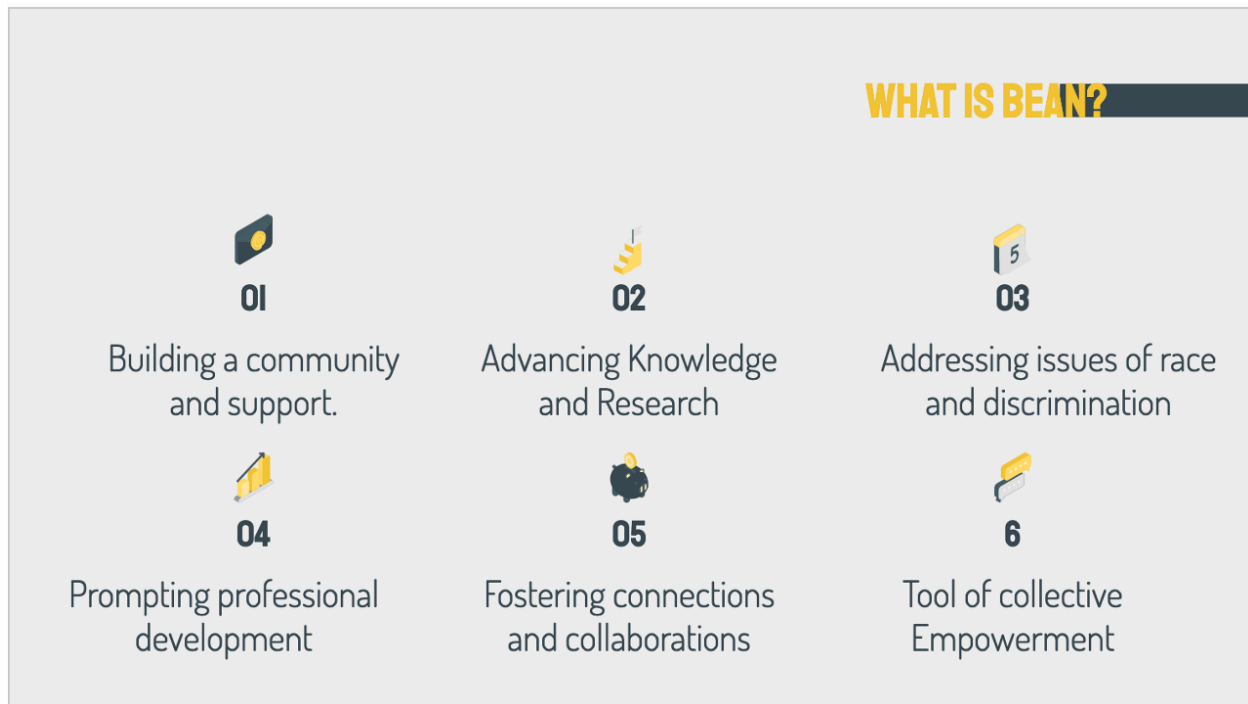 WHAT IS BEAN?
5
01
Building a community
and support.
02
Advancing Knowledge
and Research
03
Addressing issues of race
and discrimination
04
Prompting professional
development
05
Fostering connections
and collaborations
6
Tool of collective
Empowerment